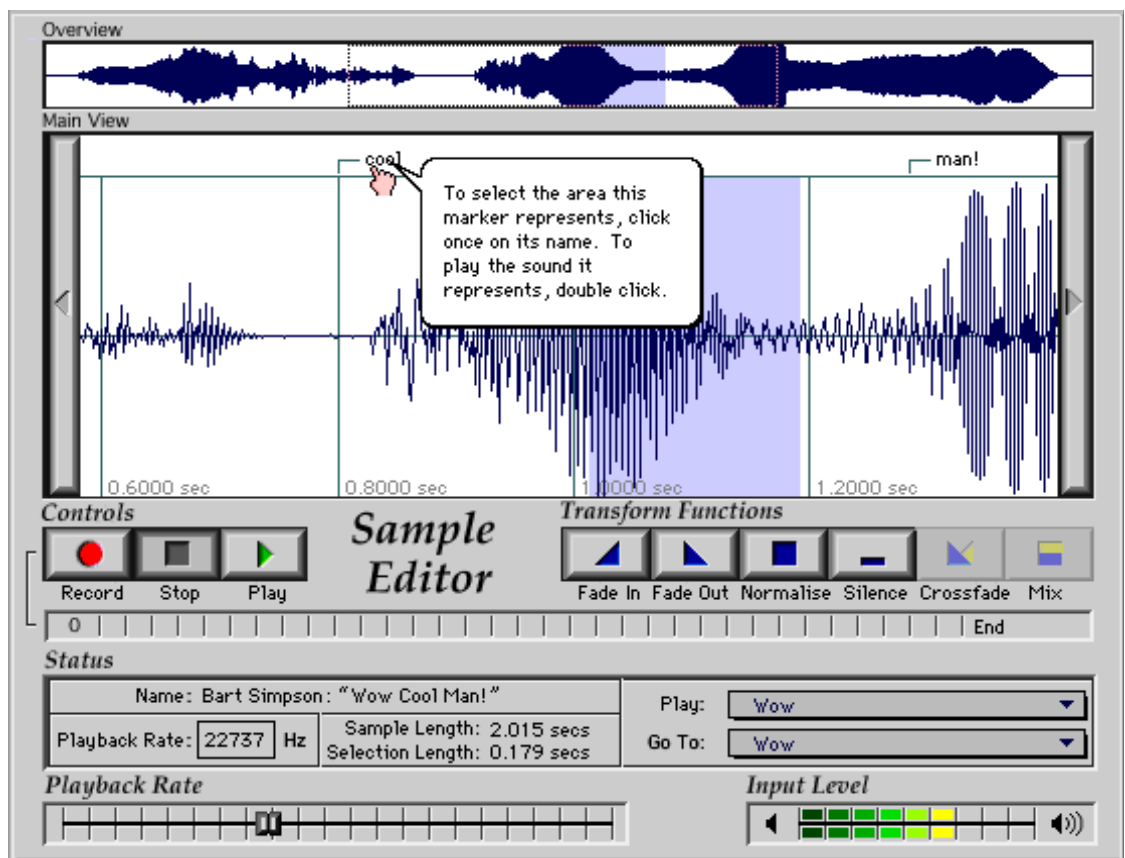 Overview
Main View
cool
man!
To select the area this
marker represents, click
once on its name. To
play the sound it
represents, double click.
0.6000 sec
0.8000 sec
1.0000 sec
1.2000 sec
Controls
Sample
Editor
Transform Functions
Record
Stop
Play
Fade In
Fade Out
Normalise
Silence
Crossfade
Mix
0
End
Status
Name: Bart Simpson: "Wow Cool Man!"
Playback Rate: 22737 Hz
Sample Length: 2.015 secs
Selection Length: 0.179 secs
Play: Wow
Go To: Wow
Playback Rate
Input Level